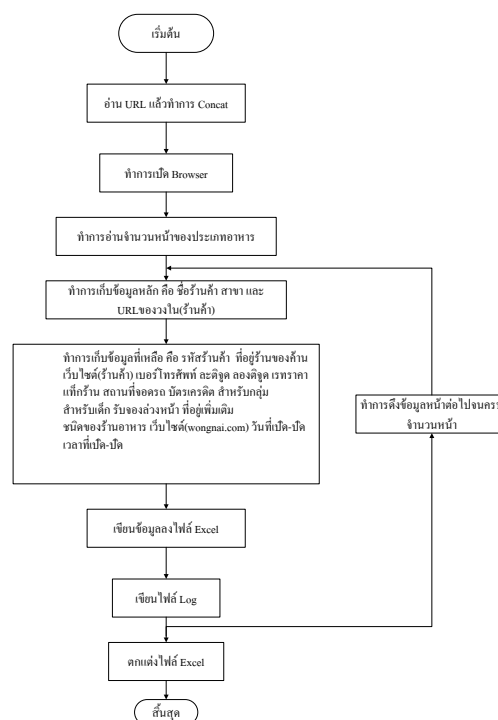 เริ่มต้น
อ่าน URL แล้วทำการ Concat
ทำการเปิด Browser
ทำการอ่านจำนวนหน้าของประเภทอาหาร
ทำการเก็บข้อมูลหลัก คือ ชื่อร้านค้า สาขา และ
URLของวงใน(ร้านค้า)
ทำการเก็บข้อมูลที่เหลือ คือ รหัสร้านค้า ที่อยู่ร้านของค้าน
เว็บไซต์(ร้านค้า) เบอร์โทรศัพท์ ละติจูด ลองติจูด เรทราคา
แท็กร้าน สถานที่จอดรถ บัตรเครดิต สำหรับกลุ่ม
สำหรับเด็ก รับจองล่วงหน้า ที่อยู่เพิ่มเติม
ชนิดของร้านอาหาร เว็บไซต์(wongnai.com) วันที่เปิด-ปิด
เวลาที่เปิด-ปิด
ทำการดึงข้อมูลหน้าต่อไปจนครบ
จำนวนหน้า
เขียนข้อมูลลงไฟล์ Excel
เขียนไฟล์ Log
ตกแต่งไฟล์ Excel
สิ้นสุด